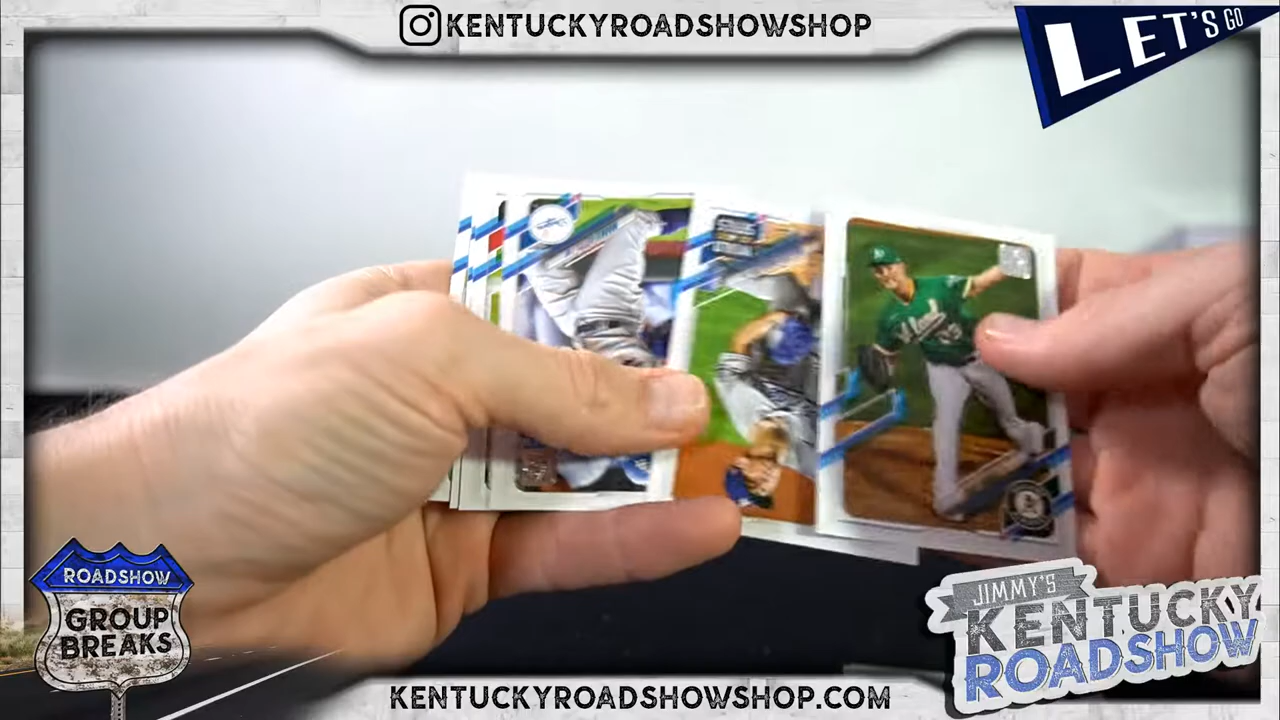 KENTUCKYROADSHOWSHOP
LET'S GO
ROADSHOW
GROUP
BREAKS
JIMMY'S
KENTUCKY
ROADSHOW
KENTUCKYROADSHOWSHOP.COM